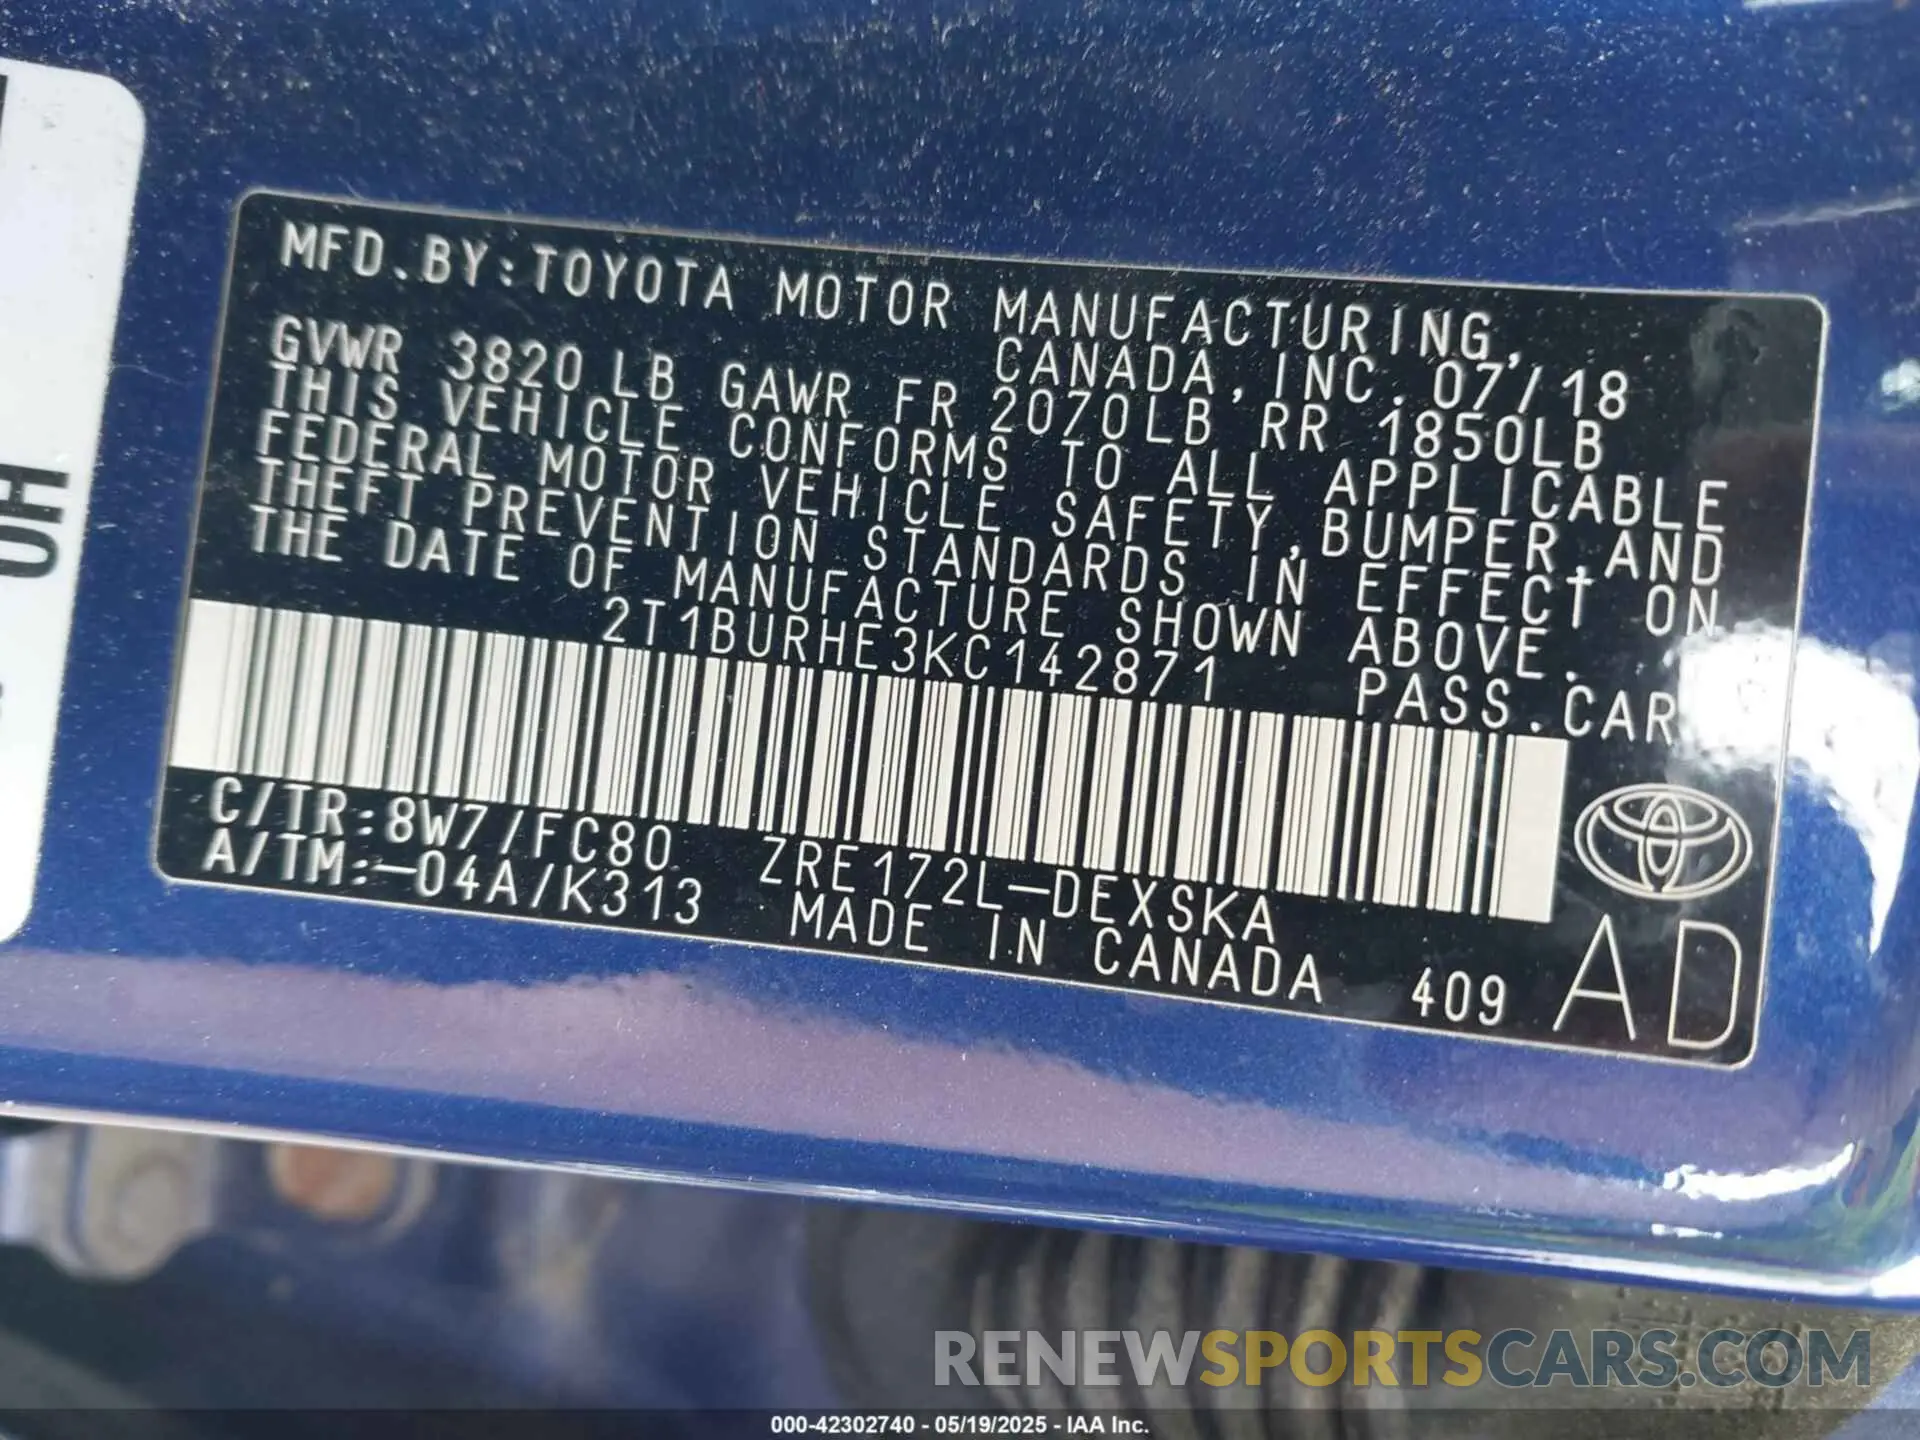 MFD.BY:TOYOTA MOTOR MANUFACTURING,
CANADA,INC.07/18
GVWR 3820LB GAWR FR 2070LB RR 1850LB
THIS VEHICLE CONFORMS TO ALL APPLICABLE
FEDERAL MOTOR VEHICLE SAFETY,BUMPER,AND
THEFT PREVENTION STANDARDS IN EFFECT ON
THE DATE OF MANUFACTURE SHOWN ABOVE.
2T1BURHE3KC142871 PASS.CAR
C/TR:8W7/FC80 ZRE172L-DEXSKA
A/TM:-04A/K313 MADE IN CANADA 409 AD
OH
RENEWSPORTSCARS.COM
000-42302740 - 05/19/2025 - IAA Inc.